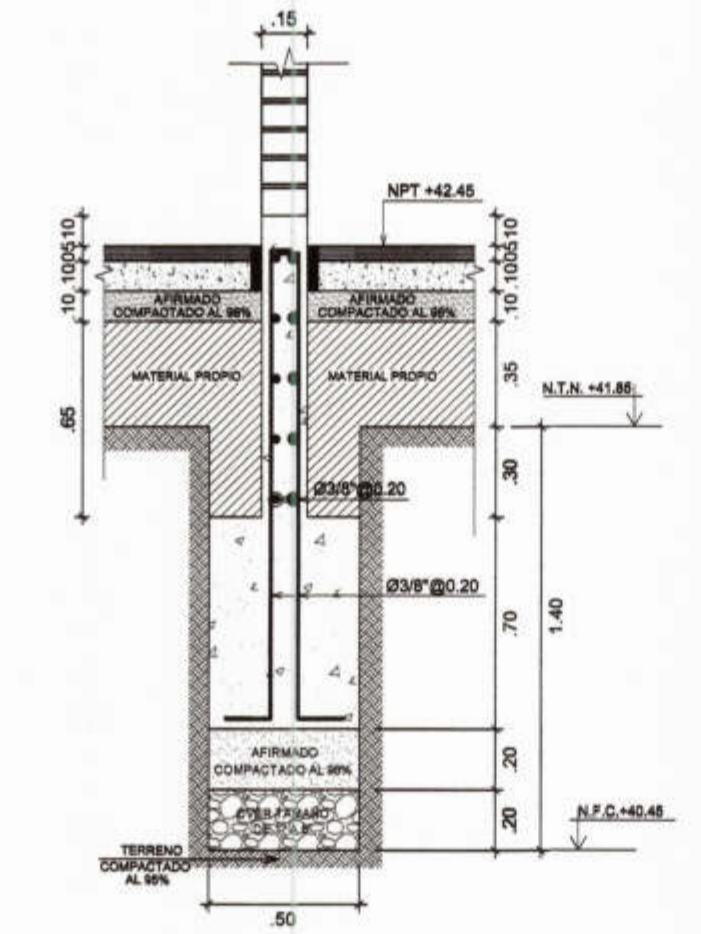 .15
NPT +42.45
.10
.05
.10
.10
.65
.10
.05
.10
.10
.35
.30
.70
.20
.20
AFIRMADO
COMPACTADO AL 98%
AFIRMADO
COMPACTADO AL 98%
MATERIAL PROPIO
MATERIAL PROPIO
N.T.N. +41.85
Ø3/8"@0.20
Ø3/8"@0.20
1.40
AFIRMADO
COMPACTADO AL 98%
N.F.C.+40.45
TERRENO
COMPACTADO
AL 95%
.50